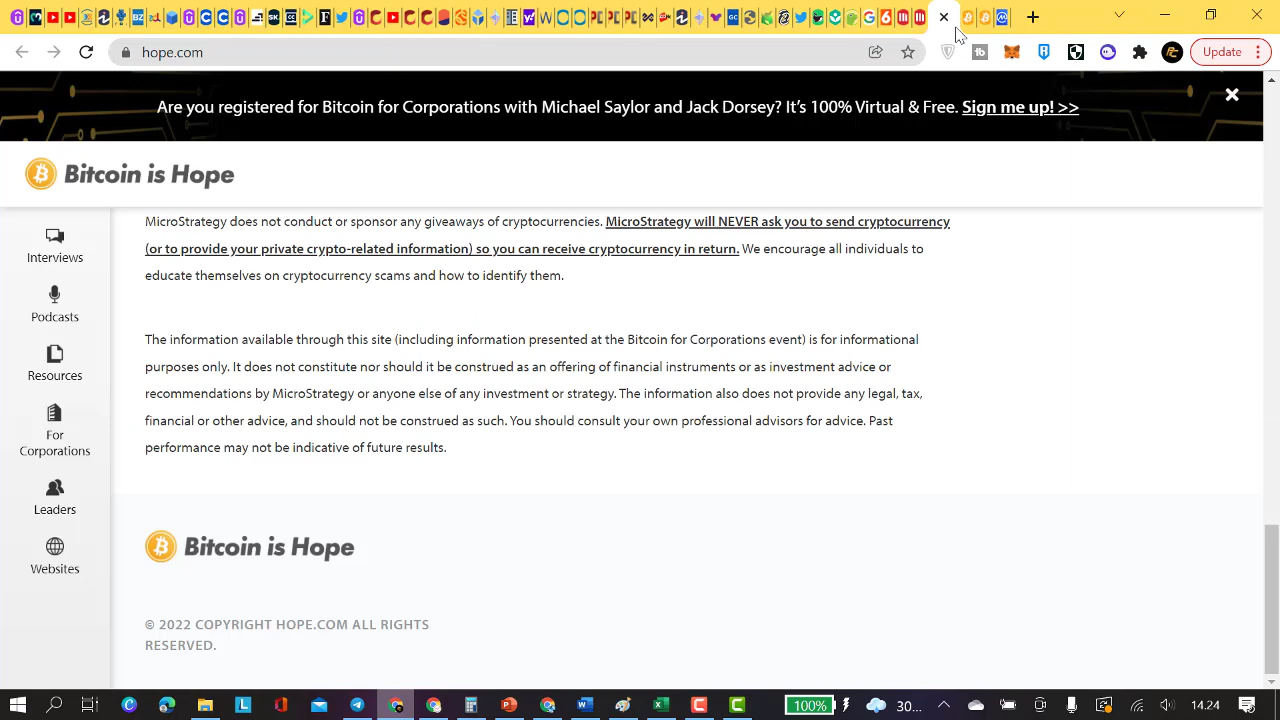 hope.com
Update
Are you registered for Bitcoin for Corporations with Michael Saylor and Jack Dorsey? It's 100% Virtual & Free. Sign me up! >>
Bitcoin is Hope
Interviews
Podcasts
Resources
For
Corporations
Leaders
Websites
MicroStrategy does not conduct or sponsor any giveaways of cryptocurrencies. MicroStrategy will NEVER ask you to send cryptocurrency
(or to provide your private crypto-related information) so you can receive cryptocurrency in return. We encourage all individuals to
educate themselves on cryptocurrency scams and how to identify them.
The information available through this site (including information presented at the Bitcoin for Corporations event) is for informational
purposes only. It does not constitute nor should it be construed as an offering of financial instruments or as investment advice or
recommendations by MicroStrategy or anyone else of any investment or strategy. The information also does not provide any legal, tax,
financial or other advice, and should not be construed as such. You should consult your own professional advisors for advice. Past
performance may not be indicative of future results.
Bitcoin is Hope
© 2022 COPYRIGHT HOPE.COM ALL RIGHTS
RESERVED.
100%
30...
14.24